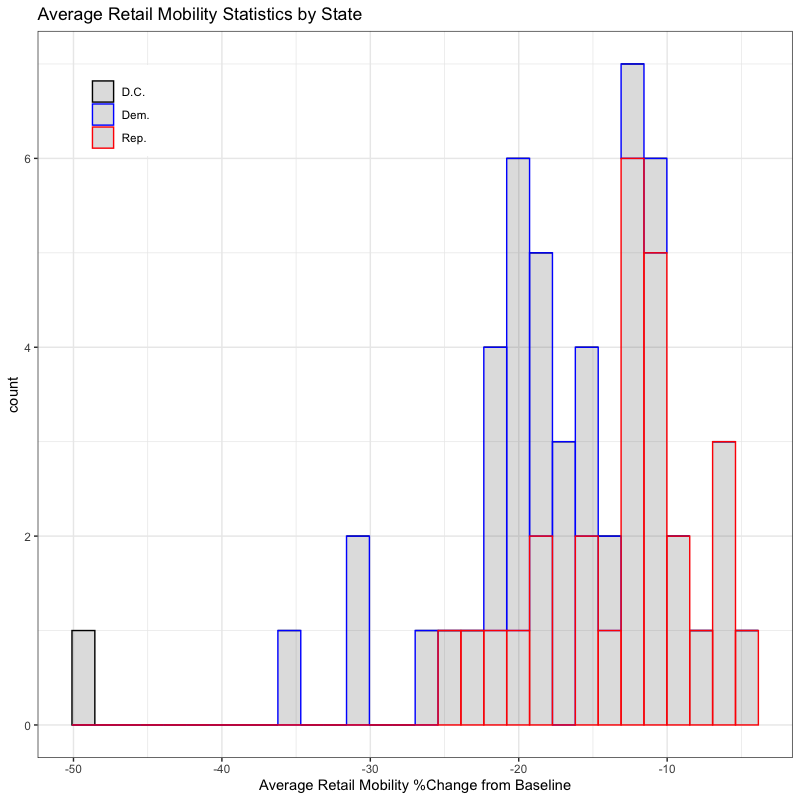 Average Retail Mobility Statistics by State
D.C.
Dem.
Rep.
6
4
2
0
count
-50 -40 -30 -20 -10
Average Retail Mobility %Change from Baseline